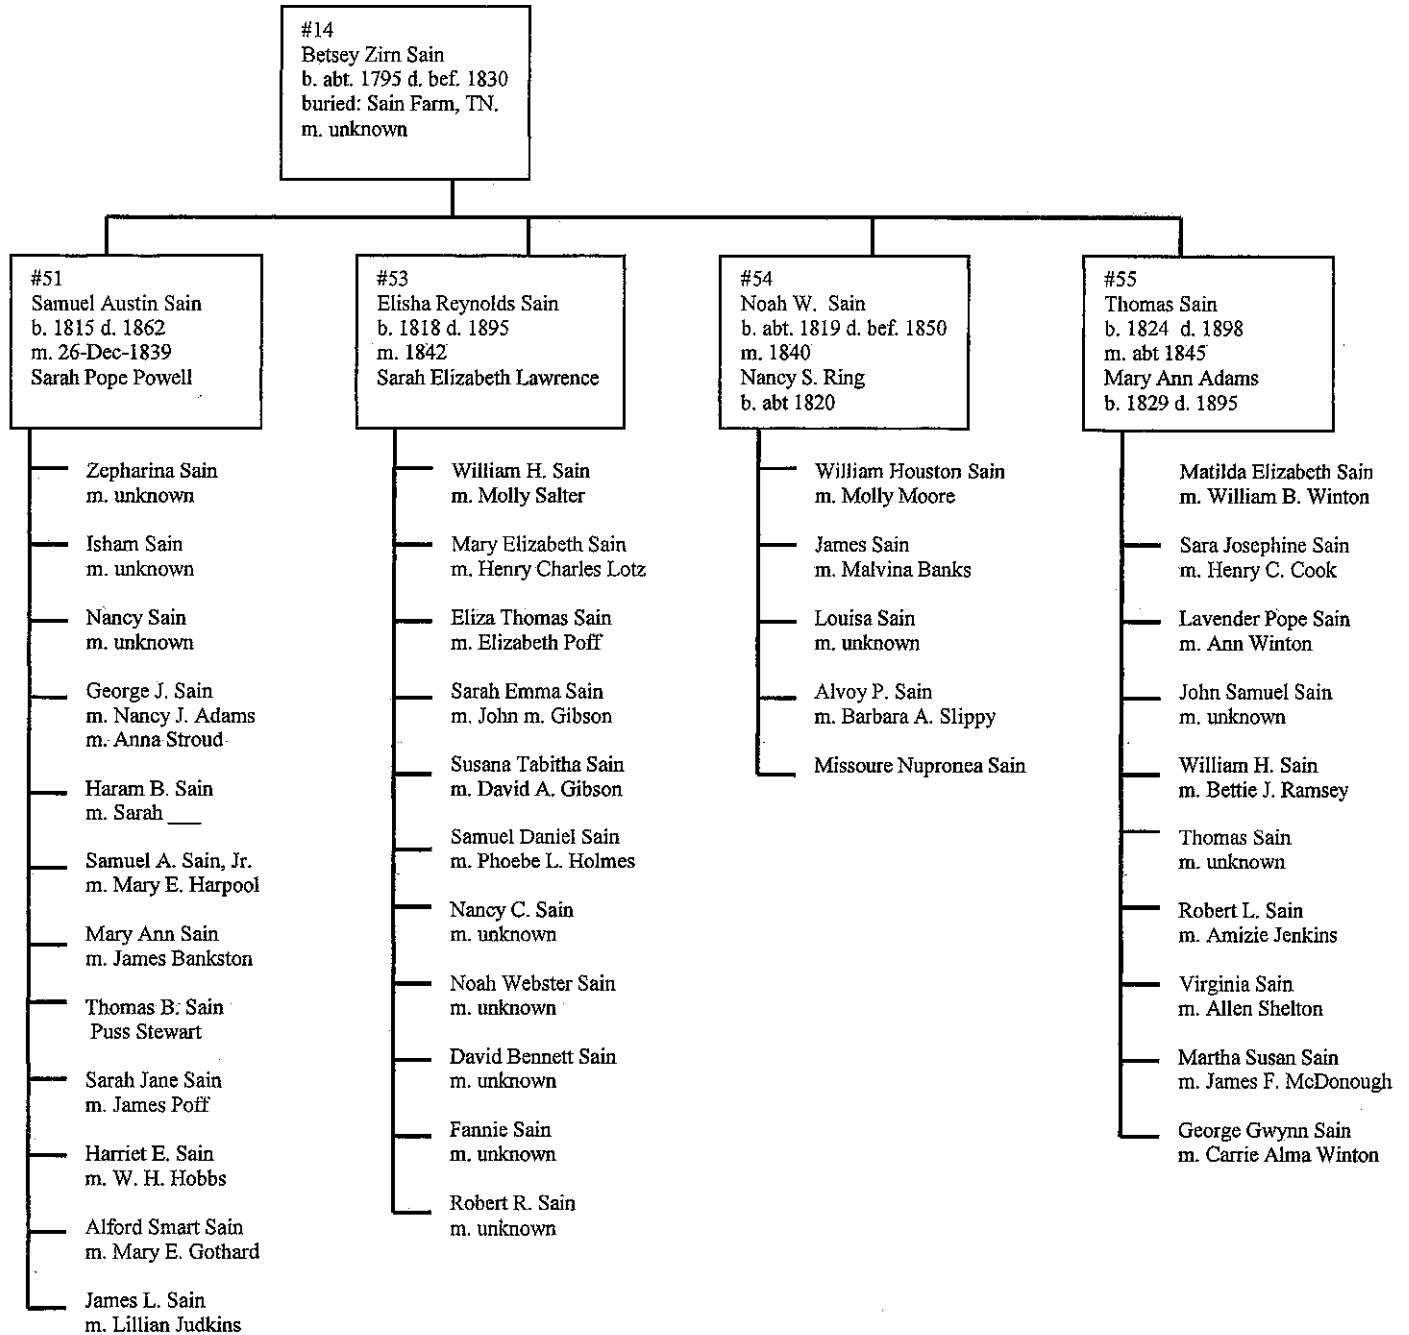 #14
Betsey Zirn Sain
b. abt. 1795 d. bef. 1830
buried: Sain Farm, TN.
m. unknown
#51
Samuel Austin Sain
b. 1815 d. 1862
m. 26-Dec-1839
Sarah Pope Powell
Zepharina Sain
m. unknown
Isham Sain
m. unknown
Nancy Sain
m. unknown
George J. Sain
m. Nancy J. Adams
m. Anna Stroud
Haram B. Sain
m. Sarah ___
Samuel A. Sain, Jr.
m. Mary E. Harpool
Mary Ann Sain
m. James Bankston
Thomas B. Sain
Puss Stewart
Sarah Jane Sain
m. James Poff
Harriet E. Sain
m. W. H. Hobbs
Alford Smart Sain
m. Mary E. Gothard
James L. Sain
m. Lillian Judkins
#53
Elisha Reynolds Sain
b. 1818 d. 1895
m. 1842
Sarah Elizabeth Lawrence
William H. Sain
m. Molly Salter
Mary Elizabeth Sain
m. Henry Charles Lotz
Eliza Thomas Sain
m. Elizabeth Poff
Sarah Emma Sain
m. John m. Gibson
Susana Tabitha Sain
m. David A. Gibson
Samuel Daniel Sain
m. Phoebe L. Holmes
Nancy C. Sain
m. unknown
Noah Webster Sain
m. unknown
David Bennett Sain
m. unknown
Fannie Sain
m. unknown
Robert R. Sain
m. unknown
#54
Noah W. Sain
b. abt. 1819 d. bef. 1850
m. 1840
Nancy S. Ring
b. abt 1820
William Houston Sain
m. Molly Moore
James Sain
m. Malvina Banks
Louisa Sain
m. unknown
Alvoy P. Sain
m. Barbara A. Slippy
Missoure Nupronea Sain
#55
Thomas Sain
b. 1824 d. 1898
m. abt 1845
Mary Ann Adams
b. 1829 d. 1895
Matilda Elizabeth Sain
m. William B. Winton
Sara Josephine Sain
m. Henry C. Cook
Lavender Pope Sain
m. Ann Winton
John Samuel Sain
m. unknown
William H. Sain
m. Bettie J. Ramsey
Thomas Sain
m. unknown
Robert L. Sain
m. Amizie Jenkins
Virginia Sain
m. Allen Shelton
Martha Susan Sain
m. James F. McDonough
George Gwynn Sain
m. Carrie Alma Winton